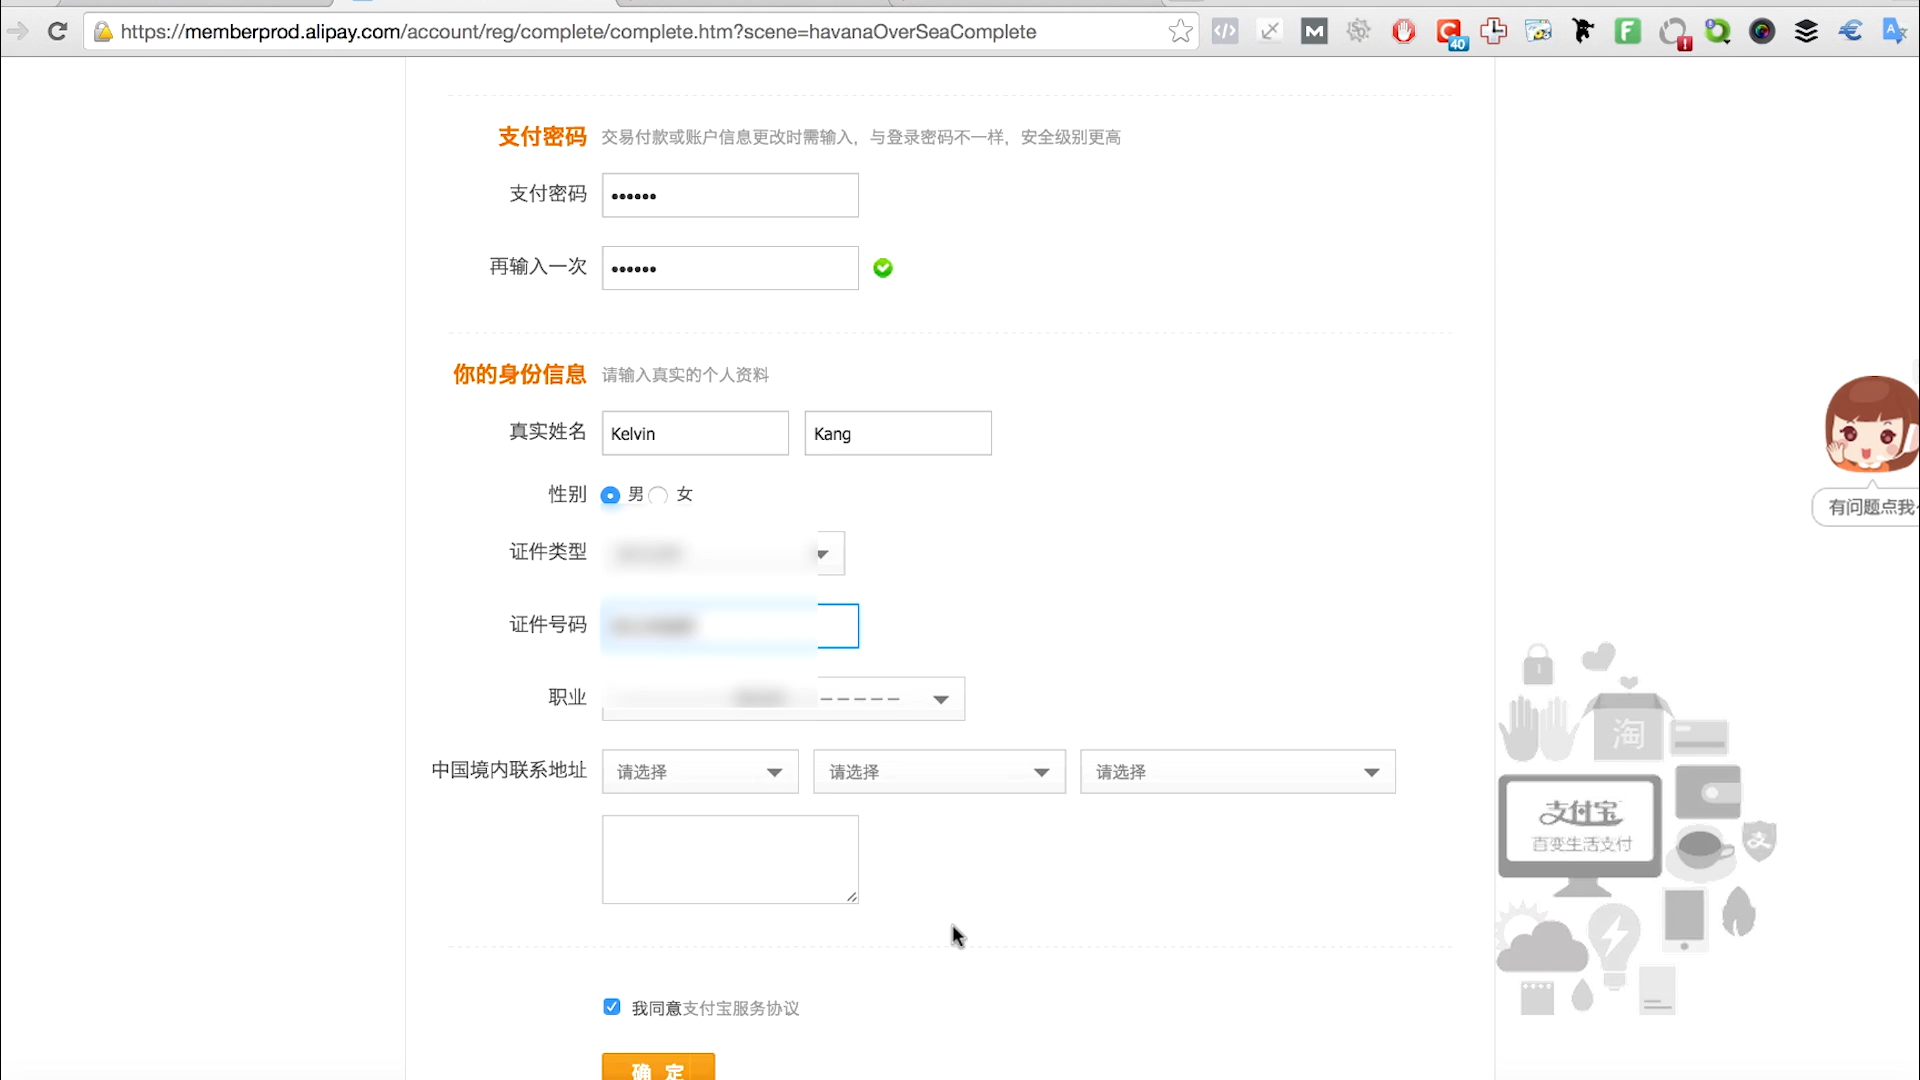 https://memberprod.alipay.com/account/reg/complete/complete.htm?scene=havanaOverSeaComplete
40
支付密码 交易付款或账户信息更改时需输入，与登录密码不一样，安全级别更高
支付密码 ••••••
再输入一次 ••••••
你的身份信息 请输入真实的个人资料
真实姓名 Kelvin Kang
性别 男 女
证件类型
证件号码
职业 ------
中国境内联系地址 请选择 请选择 请选择
有问题点我
淘
支付宝
百变生活支付
我同意支付宝服务协议
确 定